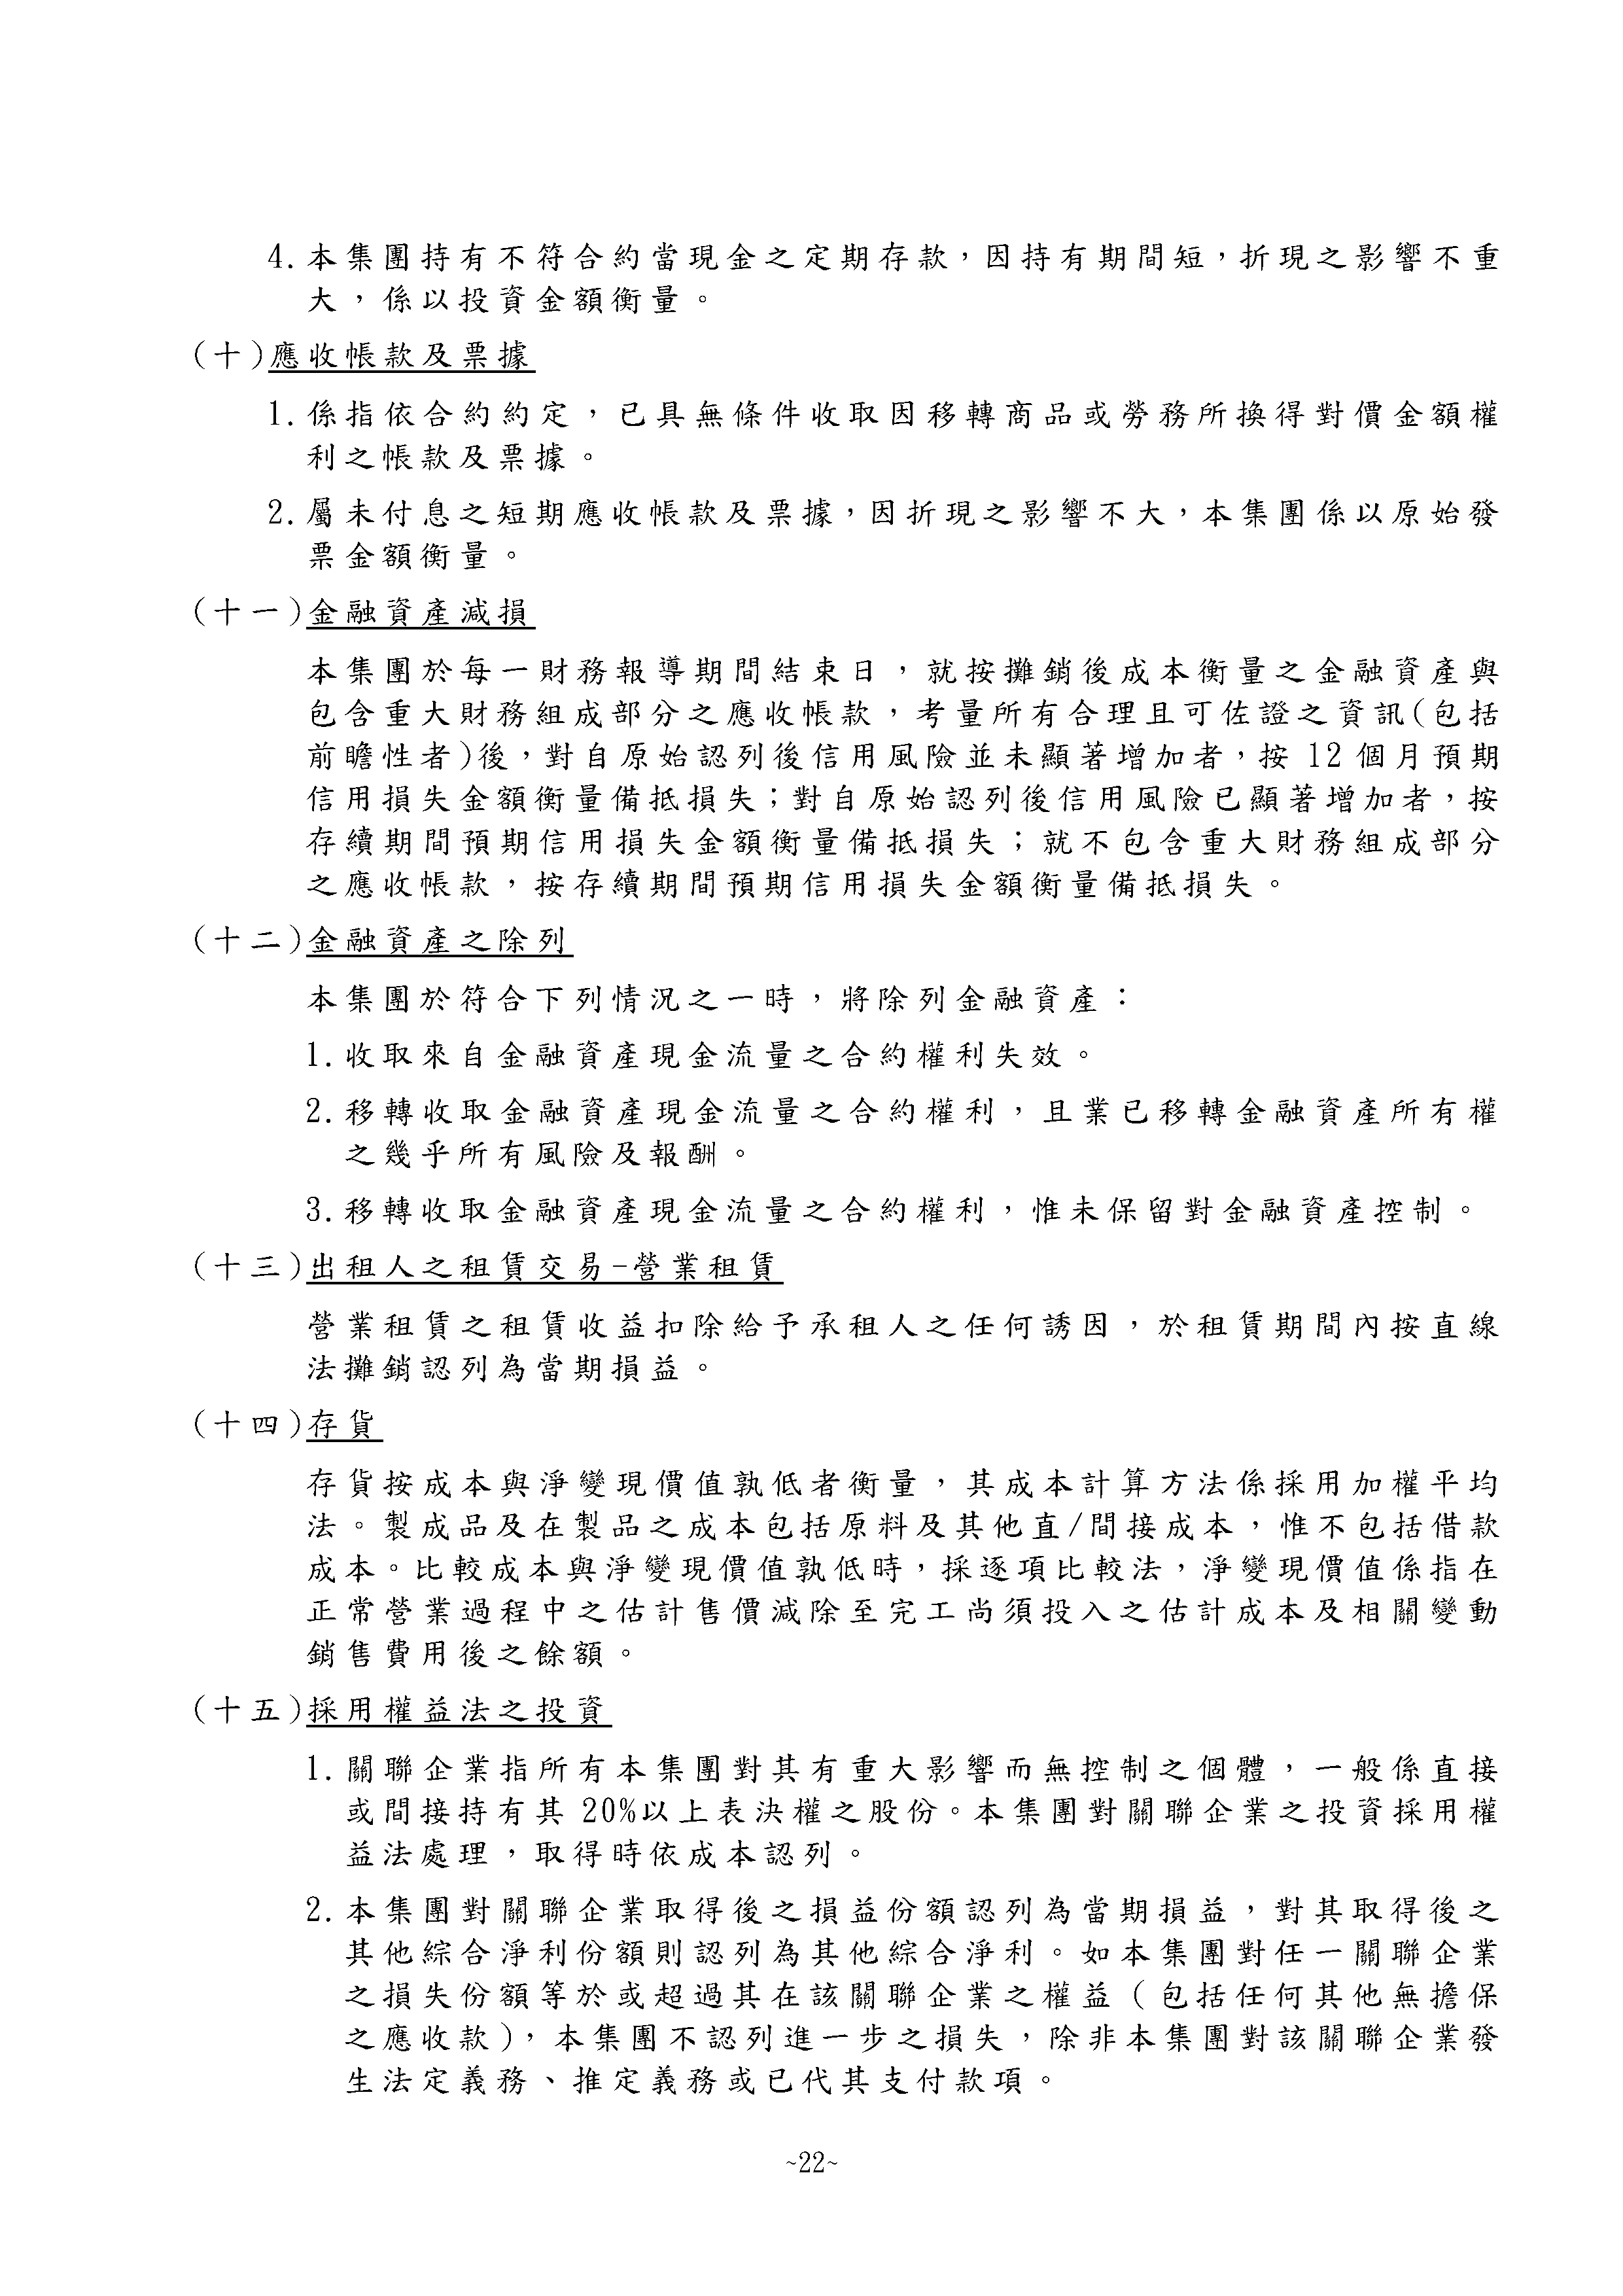 4.本集團持有不符合約當現金之定期存款，因持有期間短，折現之影響不重
大，係以投資金額衡量。
(十)應收帳款及票據
1.係指依合約約定，已具無條件收取因移轉商品或勞務所換得對價金額權
利之帳款及票據。
2.屬未付息之短期應收帳款及票據，因折現之影響不大，本集團係以原始發
票金額衡量。
(十一)金融資產減損
本集團於每一財務報導期間結束日，就按攤銷後成本衡量之金融資產與
包含重大財務組成部分之應收帳款，考量所有合理且可佐證之資訊(包括
前瞻性者)後，對自原始認列後信用風險並未顯著增加者，按 12 個月預期
信用損失金額衡量備抵損失；對自原始認列後信用風險已顯著增加者，按
存續期間預期信用損失金額衡量備抵損失；就不包含重大財務組成部分
之應收帳款，按存續期間預期信用損失金額衡量備抵損失。
(十二)金融資產之除列
本集團於符合下列情況之一時，將除列金融資產：
1.收取來自金融資產現金流量之合約權利失效。
2.移轉收取金融資產現金流量之合約權利，且業已移轉金融資產所有權
之幾乎所有風險及報酬。
3.移轉收取金融資產現金流量之合約權利，惟未保留對金融資產控制。
(十三)出租人之租賃交易-營業租賃
營業租賃之租賃收益扣除給予承租人之任何誘因，於租賃期間內按直線
法攤銷認列為當期損益。
(十四)存貨
存貨按成本與淨變現價值孰低者衡量，其成本計算方法係採用加權平均
法。製成品及在製品之成本包括原料及其他直/間接成本，惟不包括借款
成本。比較成本與淨變現價值孰低時，採逐項比較法，淨變現價值係指在
正常營業過程中之估計售價減除至完工尚須投入之估計成本及相關變動
銷售費用後之餘額。
(十五)採用權益法之投資
1.關聯企業指所有本集團對其有重大影響而無控制之個體，一般係直接
或間接持有其 20%以上表決權之股份。本集團對關聯企業之投資採用權
益法處理，取得時依成本認列。
2.本集團對關聯企業取得後之損益份額認列為當期損益，對其取得後之
其他綜合淨利份額則認列為其他綜合淨利。如本集團對任一關聯企業
之損失份額等於或超過其在該關聯企業之權益（包括任何其他無擔保
之應收款），本集團不認列進一步之損失，除非本集團對該關聯企業發
生法定義務、推定義務或已代其支付款項。
~22~